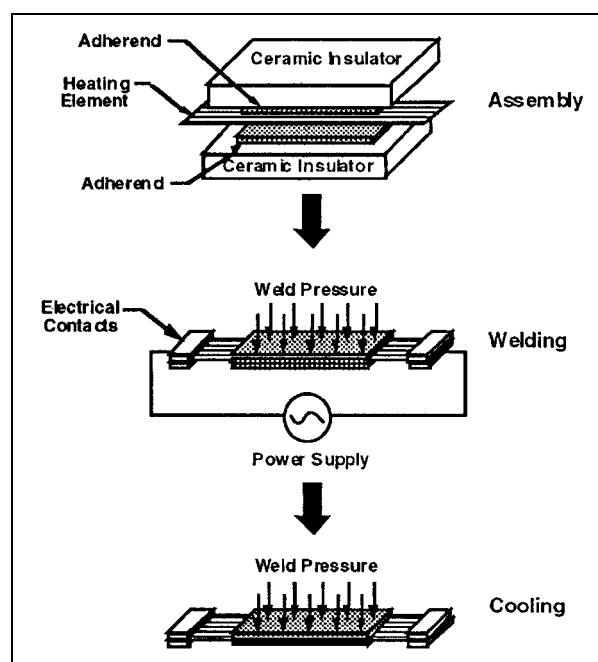 Adherend
Ceramic Insulator
Heating
Element
Assembly
Adherend
Ceramic Insulator
Weld Pressure
Electrical
Contacts
Welding
Power Supply
Weld Pressure
Cooling